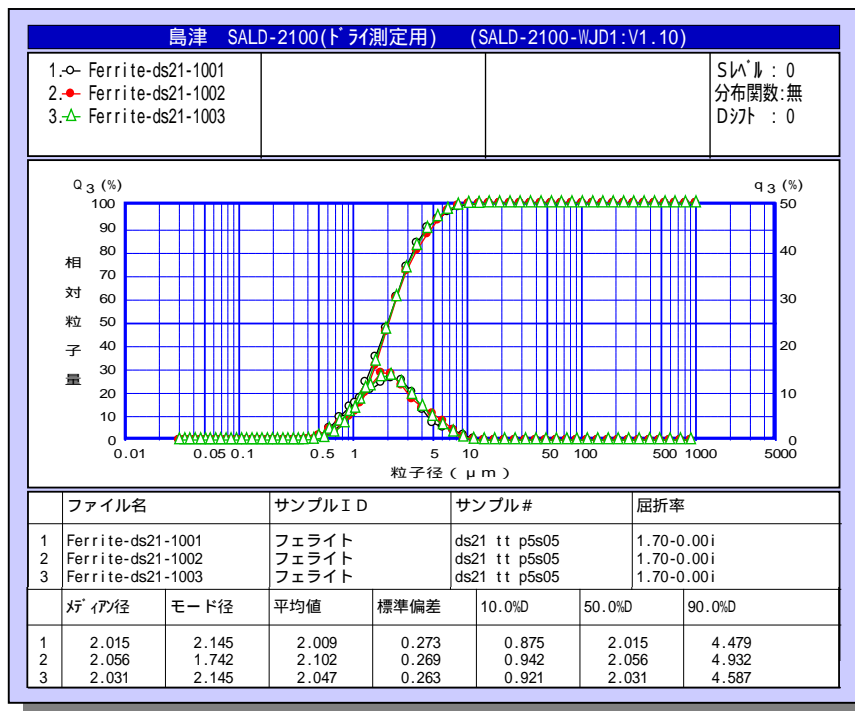 島津 SALD-2100(ﾄﾞﾗｲ測定用) (SALD-2100-WJD1:V1.10)
1. Ferrite-ds21-1001
2. Ferrite-ds21-1002
3. Ferrite-ds21-1003
Sﾚﾍﾞﾙ : 0
分布関数:無
Dｼﾌﾄ : 0
Q3 (%) q3 (%)
100 50
90
80 40
70
60 30
50
40 20
30
20 10
10
0 0
相対粒子量
0.01 0.05 0.1 0.5 1 5 10 50 100 500 1000 5000
粒子径 ( μm )
ファイル名 サンプルＩＤ サンプル＃ 屈折率
1 Ferrite-ds21-1001 フェライト ds21 tt p5s05 1.70-0.00i
2 Ferrite-ds21-1002 フェライト ds21 tt p5s05 1.70-0.00i
3 Ferrite-ds21-1003 フェライト ds21 tt p5s05 1.70-0.00i
ﾒﾃﾞｨｱﾝ径 モード径 平均値 標準偏差 10.0%D 50.0%D 90.0%D
1 2.015 2.145 2.009 0.273 0.875 2.015 4.479
2 2.056 1.742 2.102 0.269 0.942 2.056 4.932
3 2.031 2.145 2.047 0.263 0.921 2.031 4.587